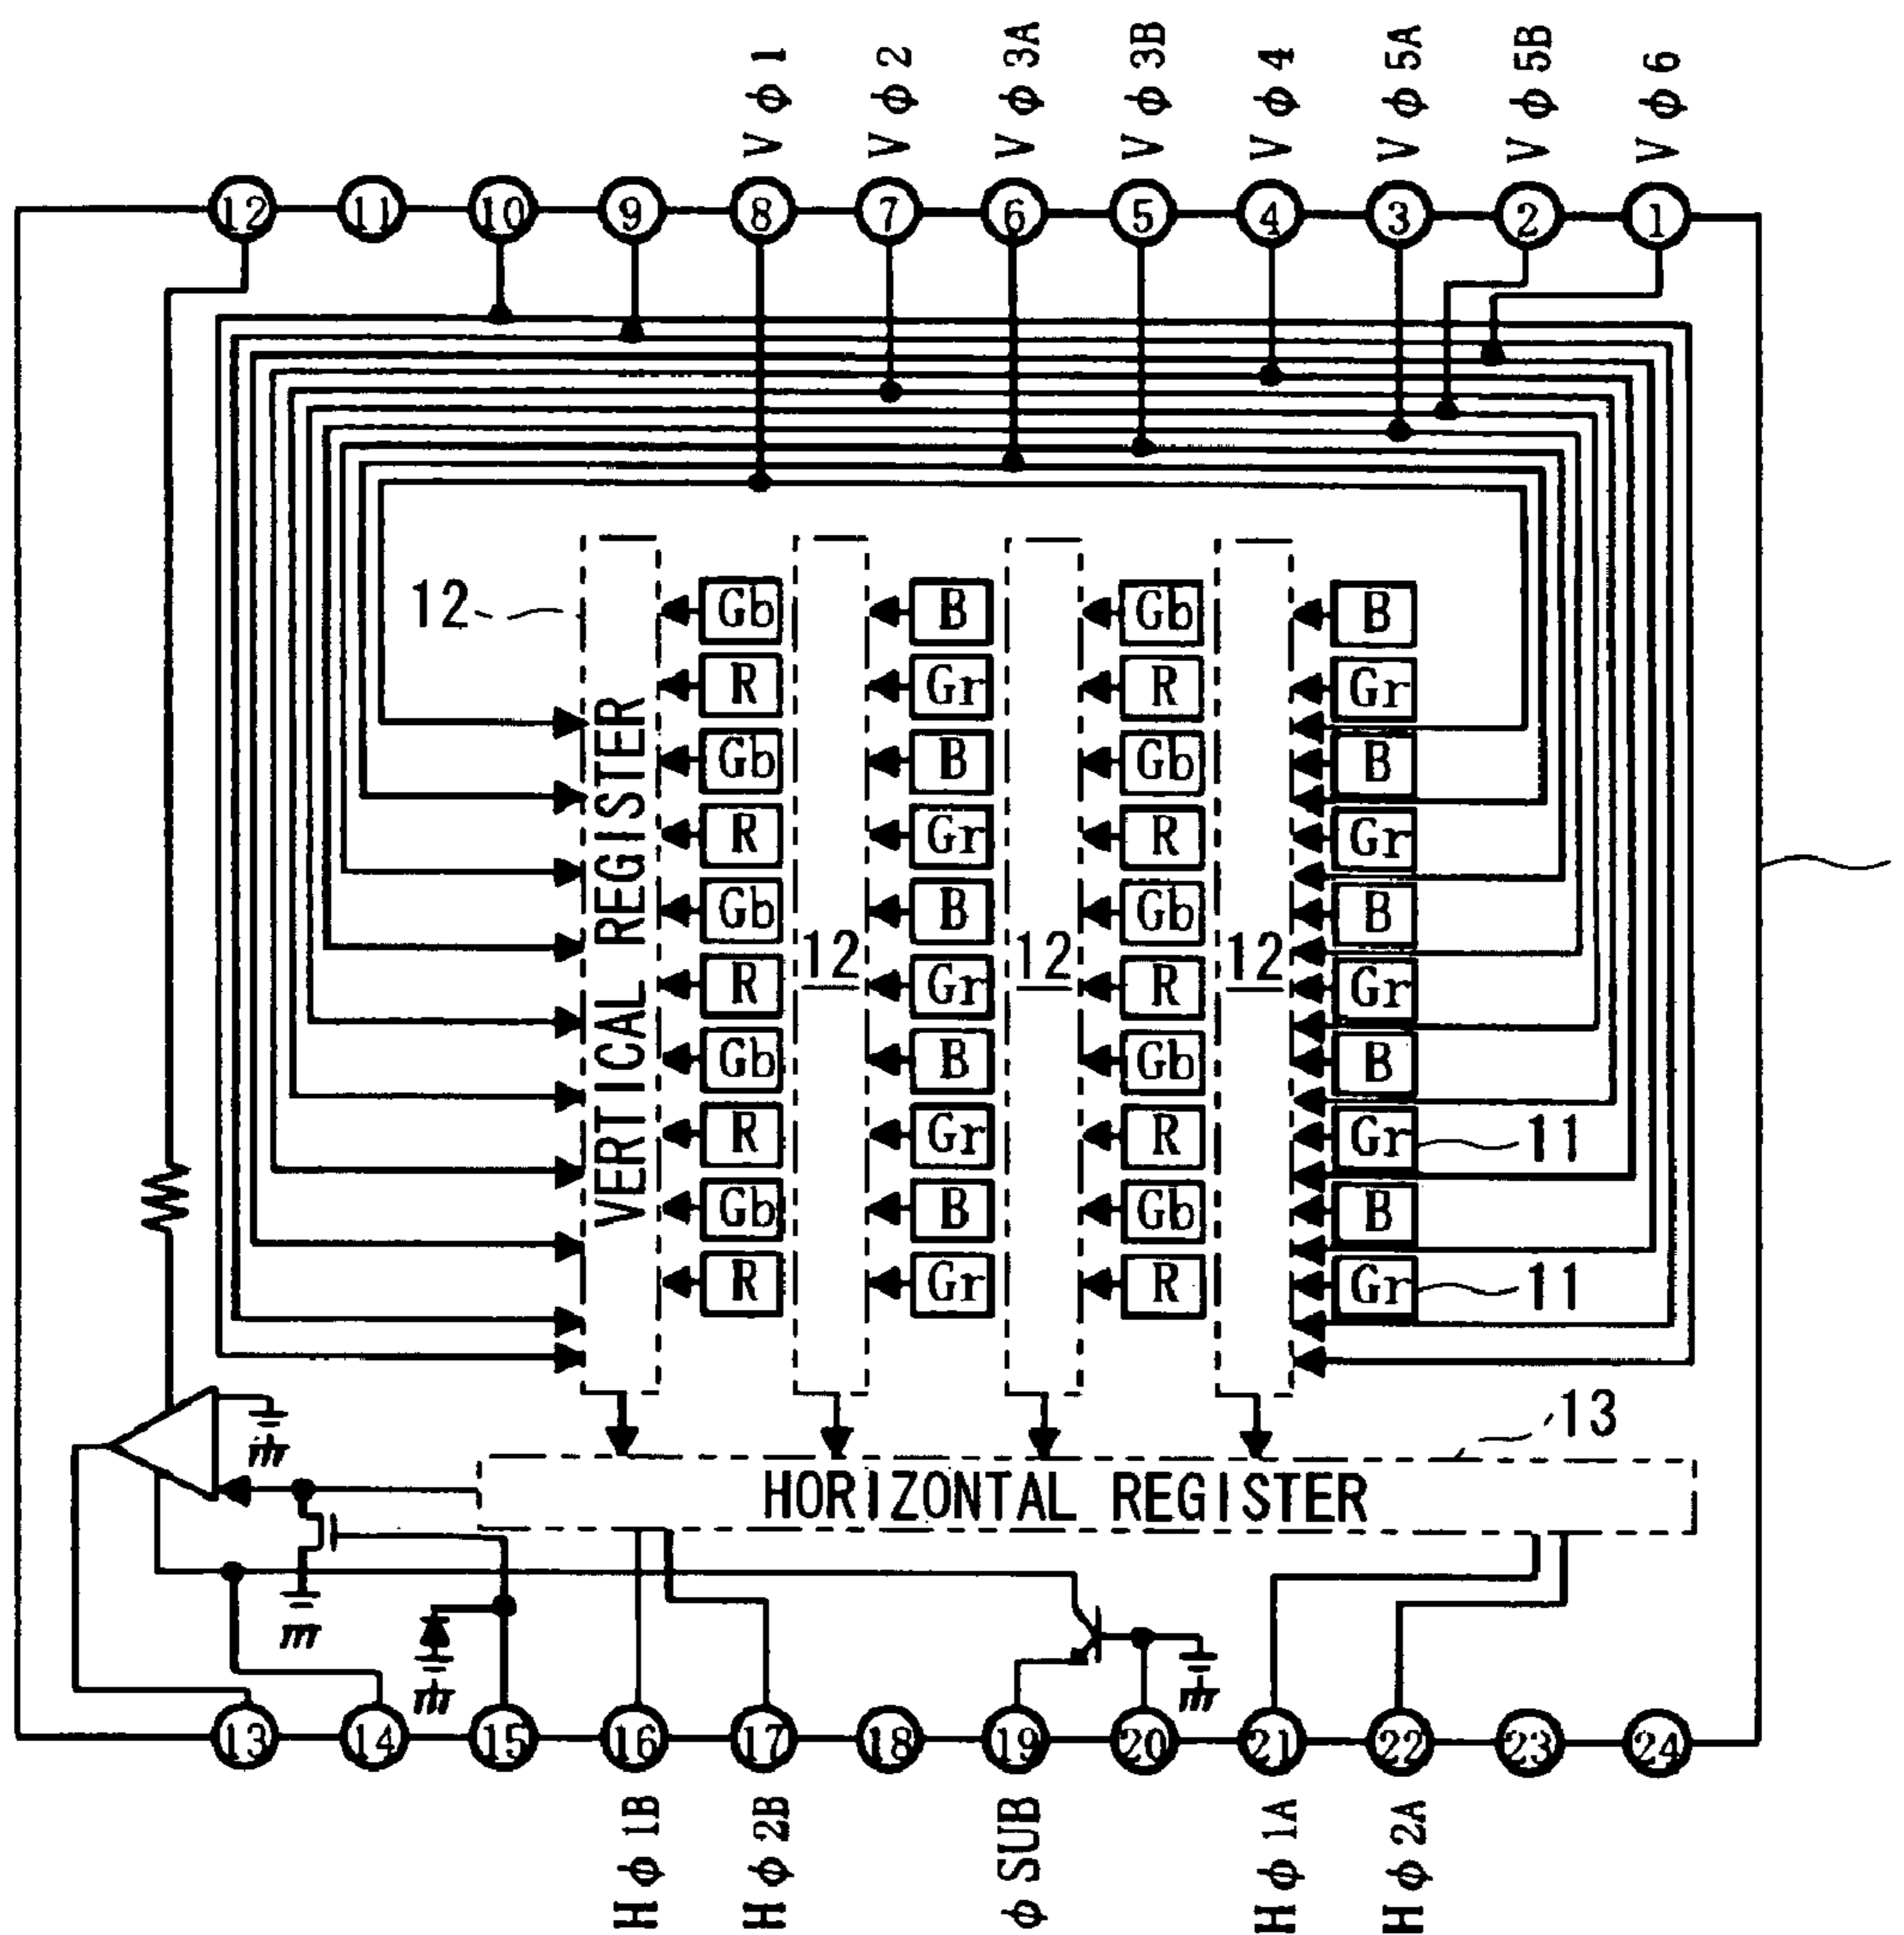 Vφ1 Vφ2 Vφ3A Vφ3B Vφ4 Vφ5A Vφ5B Vφ6
12 11 10 9 8 7 6 5 4 3 2 1
12
VERTICAL REGISTER
Gb B Gb B
R Gr R Gr
Gb B Gb B
R Gr R Gr
Gb B Gb B
12 12 12
R Gr R Gr
Gb B Gb B
R Gr R Gr 11
Gb B Gb B
R Gr R Gr 11
13
HORIZONTAL REGISTER
13 14 15 16 17 18 19 20 21 22 23 24
Hφ1B Hφ2B φSUB Hφ1A Hφ2A